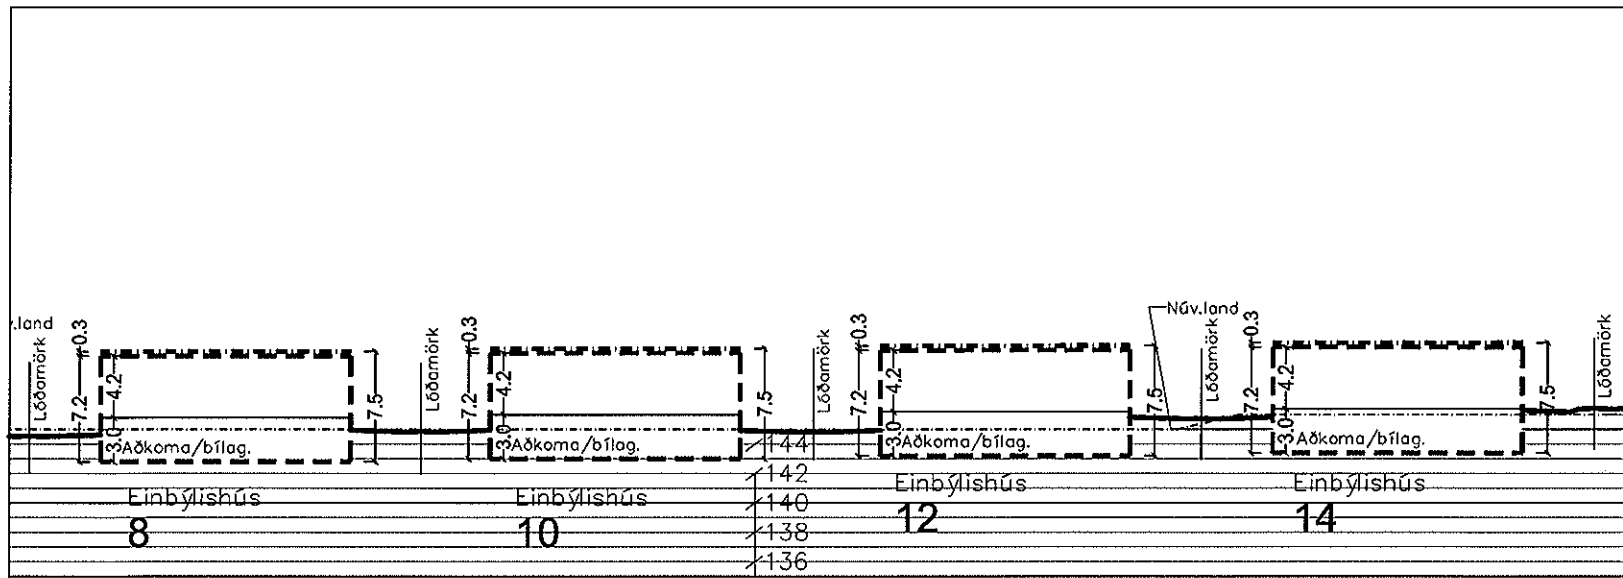 v.land
Lóðamörk
7.2
0.3
4.2
3.0
Aðkoma/bílag.
7.5
Einbýlishús
8
Lóðamörk
7.2
0.3
4.2
3.0
Aðkoma/bílag.
7.5
Einbýlishús
10
Lóðamörk
7.2
0.3
4.2
3.0
Aðkoma/bílag.
7.5
Einbýlishús
12
Núv.land
Lóðamörk
7.2
0.3
4.2
3.0
Aðkoma/bílag.
7.5
Einbýlishús
14
Lóðamörk
144
142
140
138
136